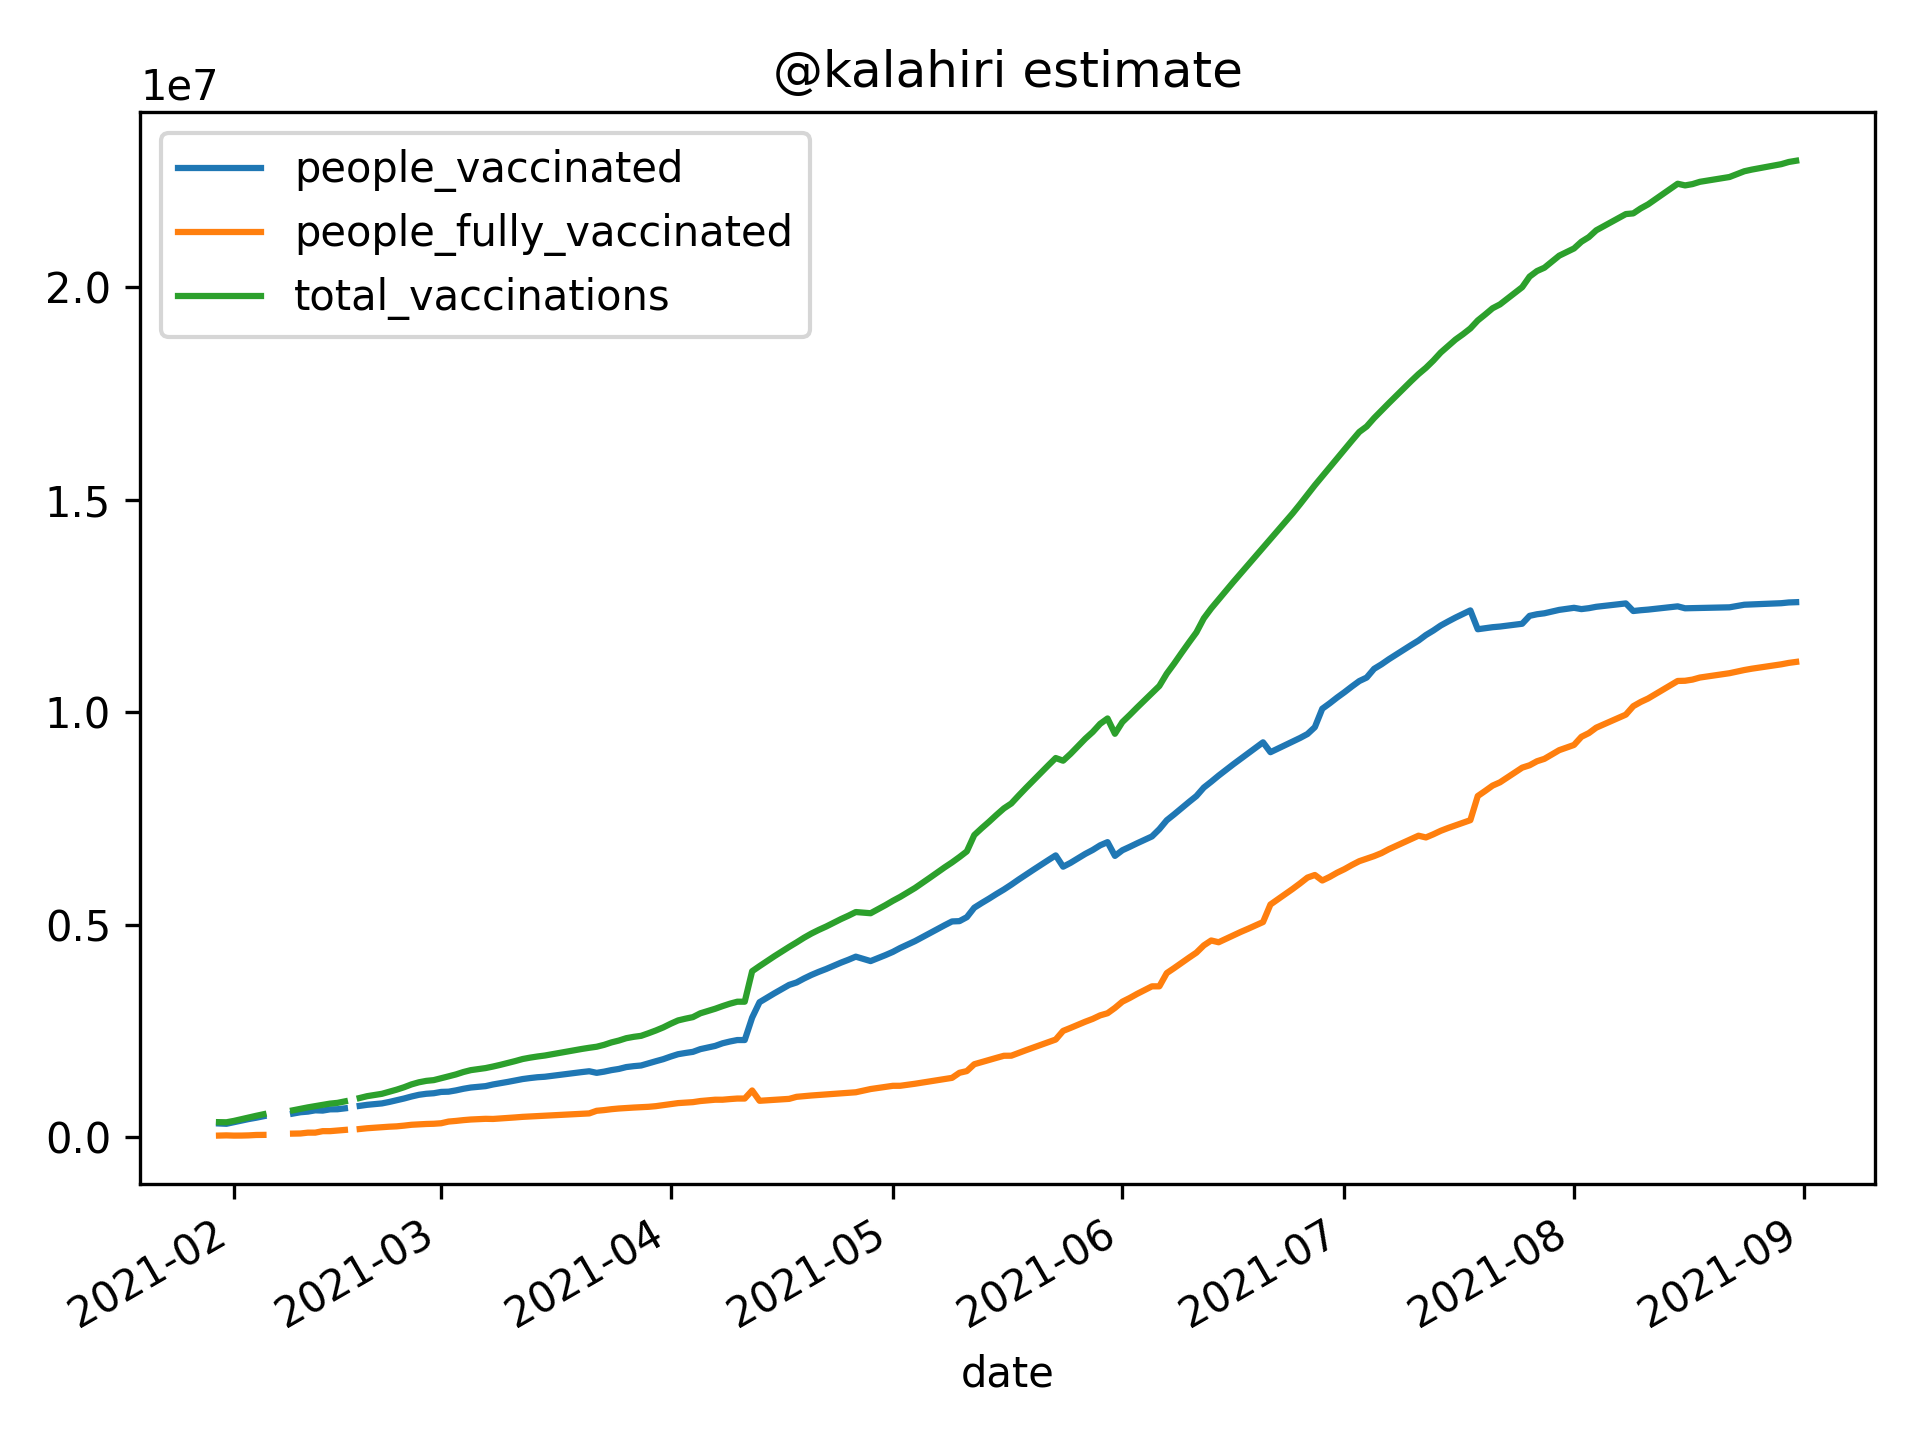 @kalahiri estimate
1e7
people_vaccinated
people_fully_vaccinated
total_vaccinations
2.0
1.5
1.0
0.5
0.0
2021-02
2021-03
2021-04
2021-05
2021-06
2021-07
2021-08
2021-09
date